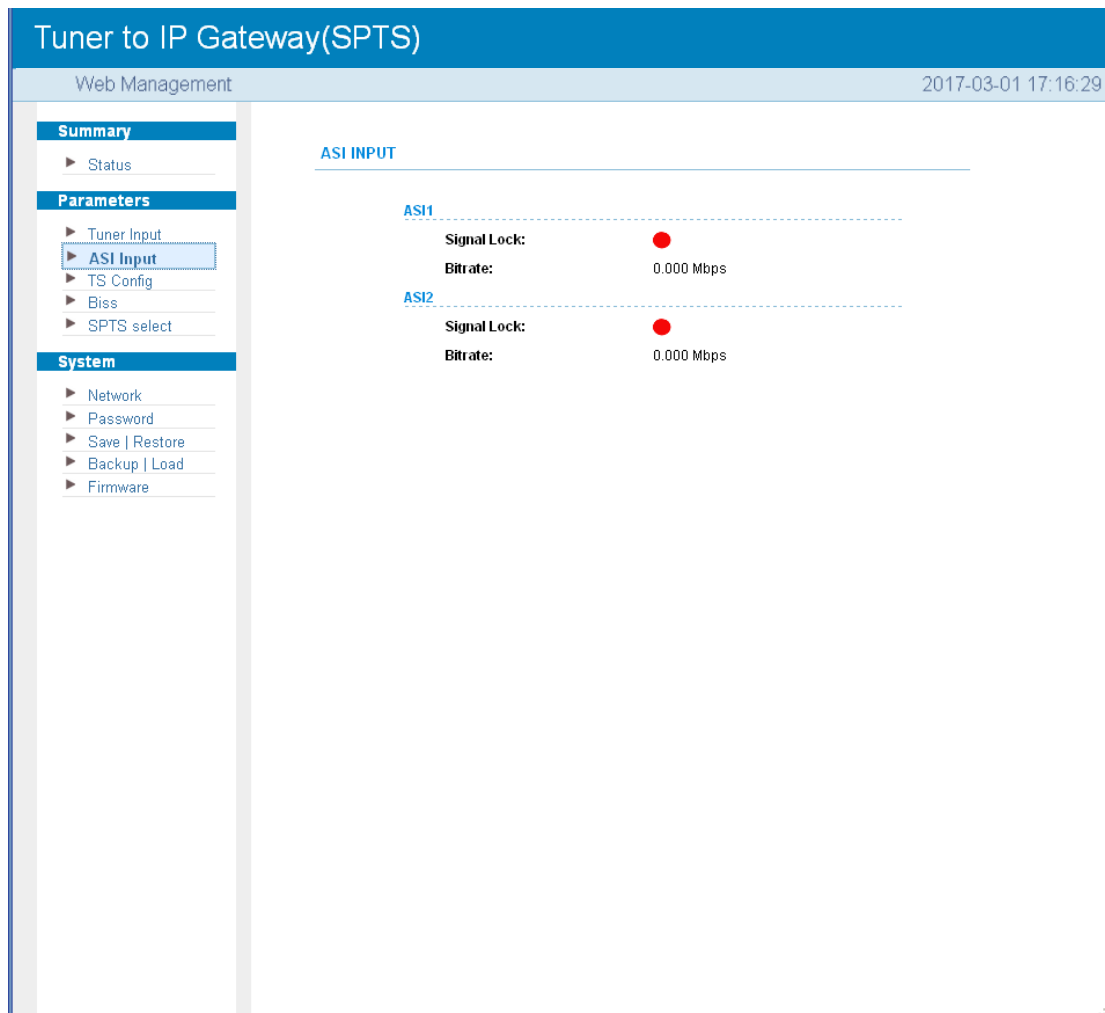 Tuner to IP Gateway(SPTS)
Web Management
2017-03-01 17:16:29
Summary
Status
Parameters
Tuner Input
ASI Input
TS Config
Biss
SPTS select
System
Network
Password
Save | Restore
Backup | Load
Firmware
ASI INPUT
ASI1
Signal Lock:
Bitrate: 0.000 Mbps
ASI2
Signal Lock:
Bitrate: 0.000 Mbps